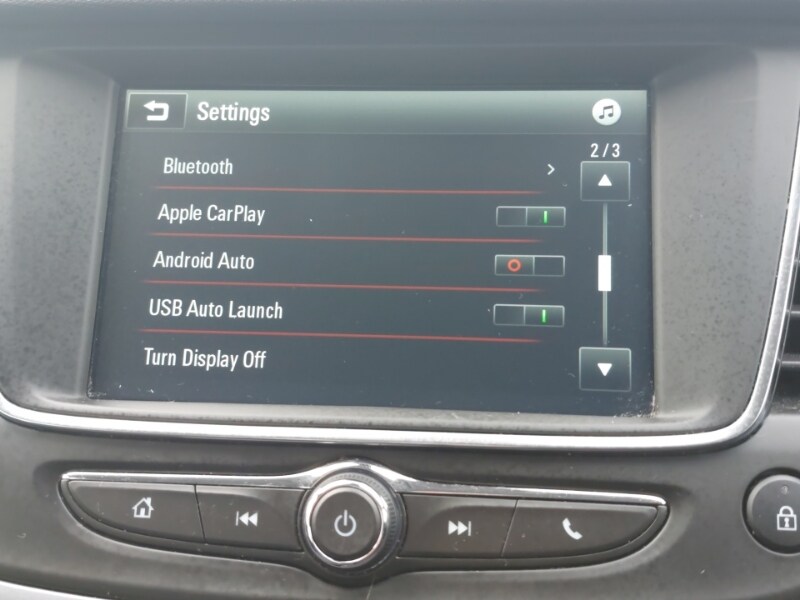 Settings
2/3
Bluetooth
Apple CarPlay
Android Auto
USB Auto Launch
Turn Display Off